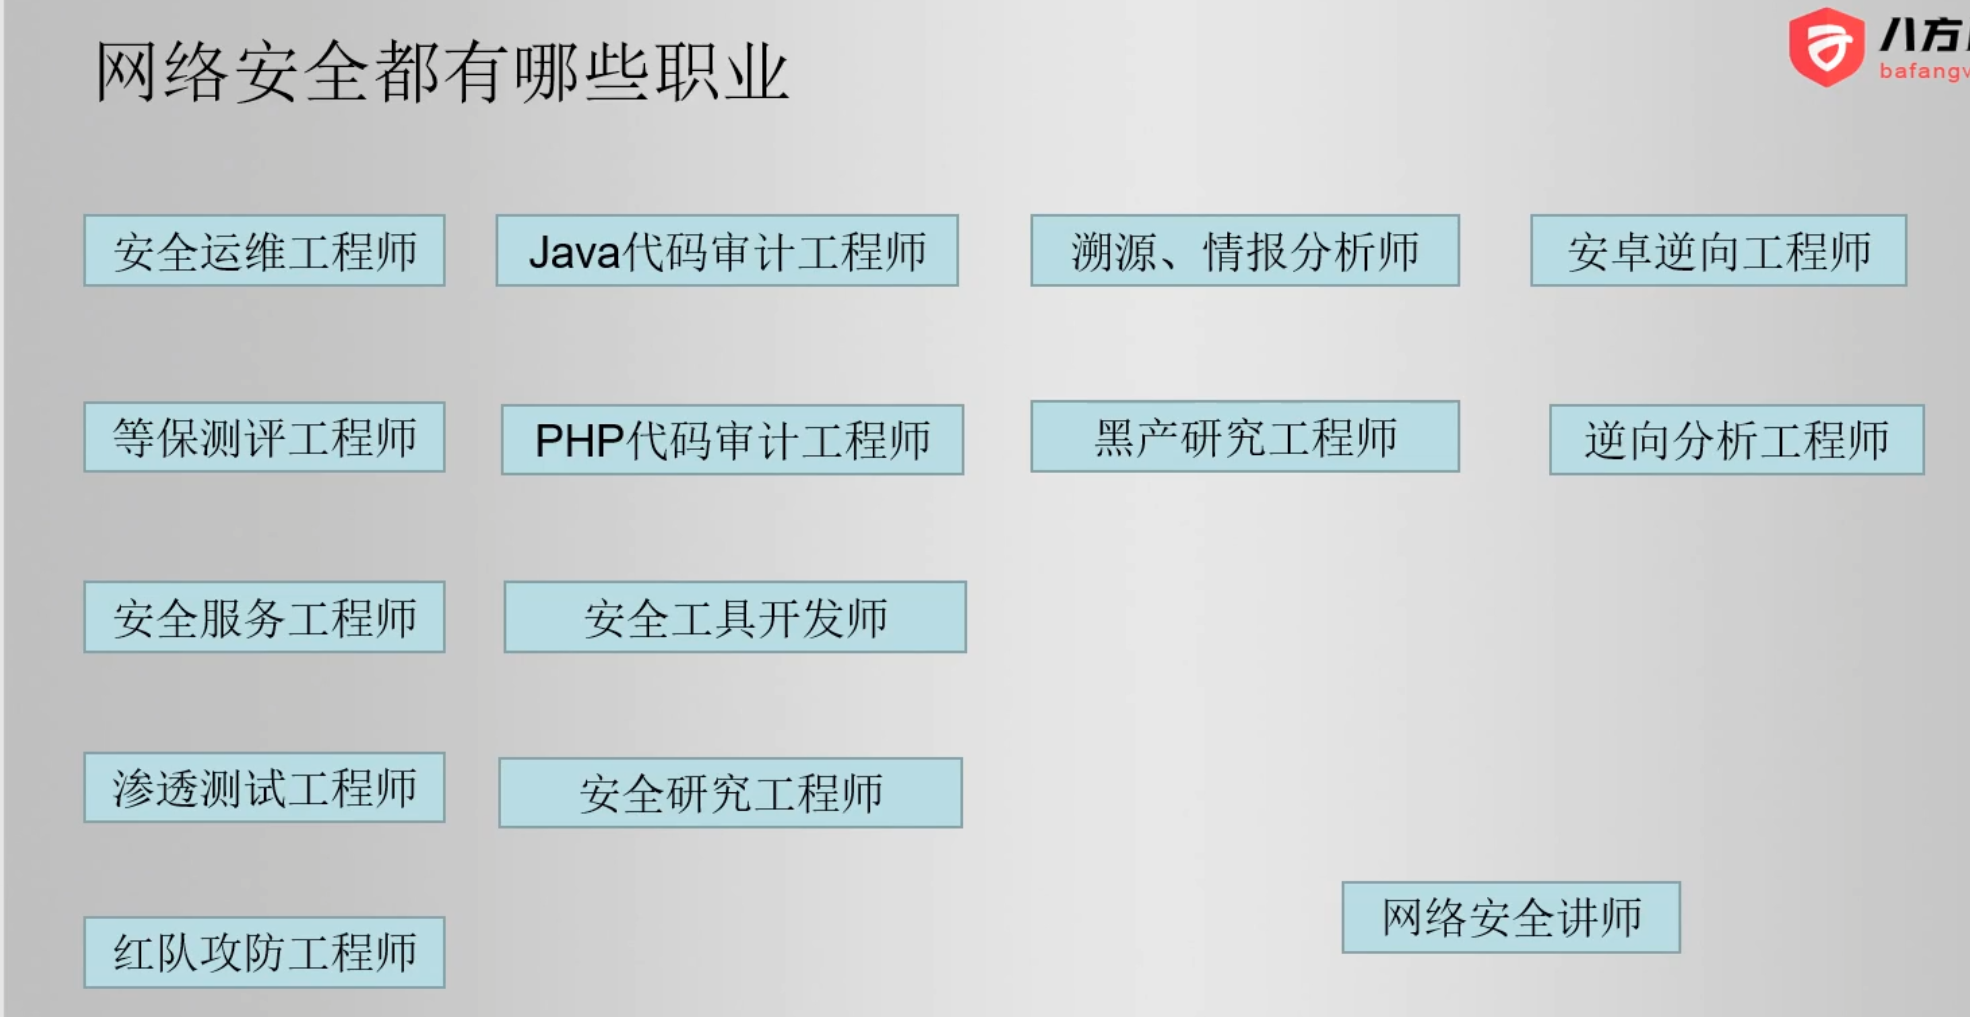 网络安全都有哪些职业
八方
bafang
安全运维工程师
Java代码审计工程师
溯源、情报分析师
安卓逆向工程师
等保测评工程师
PHP代码审计工程师
黑产研究工程师
逆向分析工程师
安全服务工程师
安全工具开发师
渗透测试工程师
安全研究工程师
网络安全讲师
红队攻防工程师